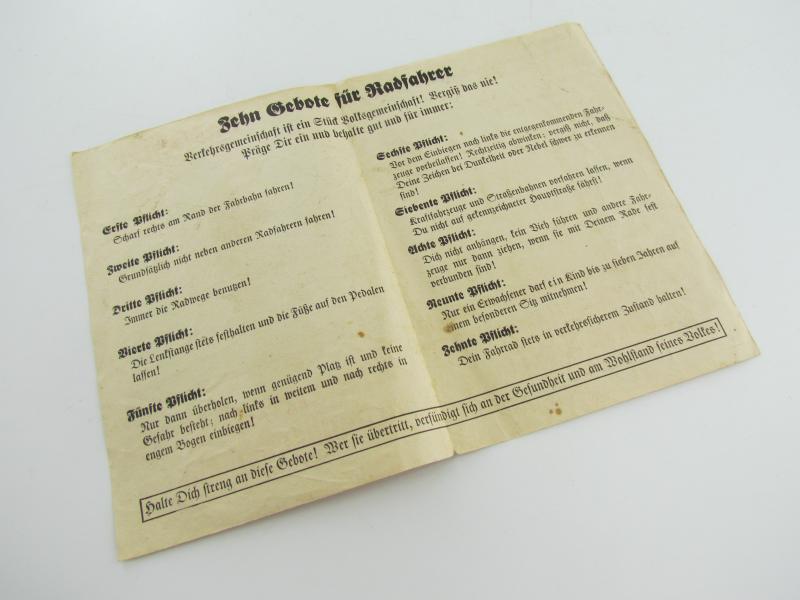 Zehn Gebote für Radfahrer
Verkehrsgemeinschaft ist ein Stück Volksgemeinschaft! Vergiß das nie!
Präge Dir ein und behalte gut und für immer:
Erste Pflicht:
Scharf rechts am Rand der Fahrbahn fahren!
Zweite Pflicht:
Grundsätzlich nicht neben anderen Radfahrern fahren!
Dritte Pflicht:
Immer die Radwege benutzen!
Vierte Pflicht:
Die Lenkstange stets festhalten und die Füße auf den Pedalen
lassen!
Fünfte Pflicht:
Nur dann überholen, wenn genügend Platz ist und keine
Gefahr besteht; nach links in weitem und nach rechts in
engem Bogen einbiegen!
Sechste Pflicht:
Vor dem Einbiegen nach links die entgegenkommenden Fahr-
zeuge vorbeilassen! Rechtzeitig abwinken; vergiß nicht, daß
Deine Zeichen bei Dunkelheit oder Nebel schwer zu erkennen
sind!
Siebente Pflicht:
Kraftfahrzeuge und Straßenbahnen vorfahren lassen, wenn
Du nicht auf gekennzeichneter Hauptstraße fährst!
Achte Pflicht:
Dich nicht anhängen, kein Vieh führen und andere Fahr-
zeuge nur dann ziehen, wenn sie mit Deinem Rade fest
verbunden sind!
Neunte Pflicht:
Nur ein Erwachsener darf ein Kind bis zu sieben Jahren auf
einem besonderen Sitz mitnehmen!
Zehnte Pflicht:
Dein Fahrrad stets in verkehrssicherem Zustand halten!
Halte Dich streng an diese Gebote! Wer sie übertritt, versündigt sich an der Gesundheit und am Wohlstand seines Volkes!